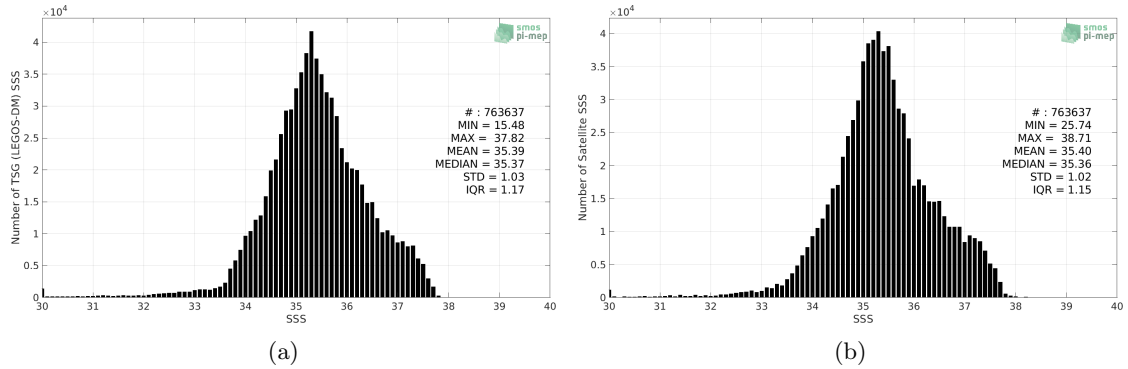 ×10⁴
smos
pi-mep
4
3.5
3
2.5
2
1.5
1
0.5
0
Number of TSG (LEGOS-DM) SSS
# : 763637
MIN = 15.48
MAX = 37.82
MEAN = 35.39
MEDIAN = 35.37
STD = 1.03
IQR = 1.17
30 31 32 33 34 35 36 37 38 39 40
SSS
(a)
×10⁴
smos
pi-mep
4
3.5
3
2.5
2
1.5
1
0.5
0
Number of Satellite SSS
# : 763637
MIN = 25.74
MAX = 38.71
MEAN = 35.40
MEDIAN = 35.36
STD = 1.02
IQR = 1.15
30 31 32 33 34 35 36 37 38 39 40
SSS
(b)